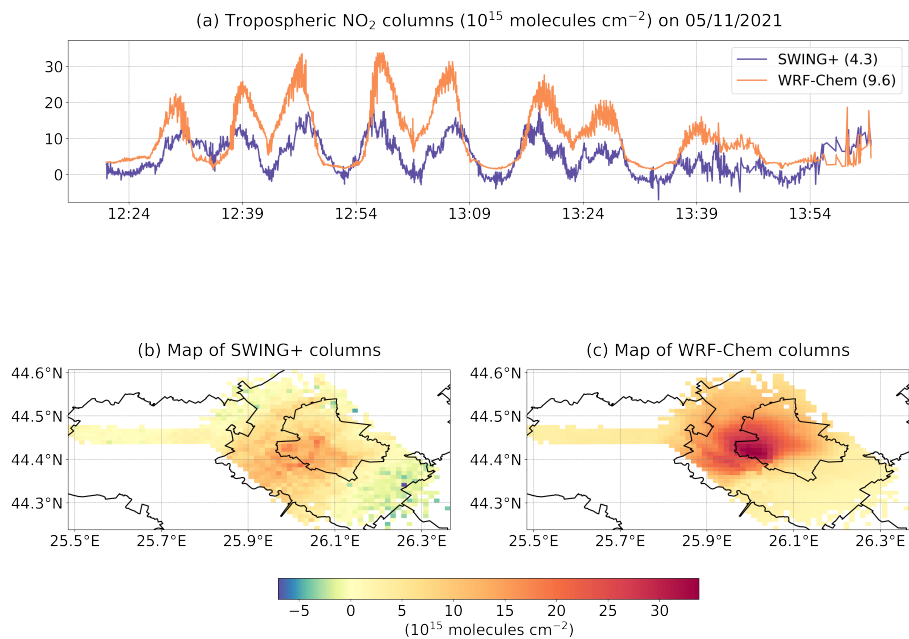 (a) Tropospheric NO₂ columns (10¹⁵ molecules cm⁻²) on 05/11/2021
30
20
10
0
SWING+ (4.3)
WRF-Chem (9.6)
12:24 12:39 12:54 13:09 13:24 13:39 13:54
(b) Map of SWING+ columns
(c) Map of WRF-Chem columns
44.6°N
44.5°N
44.4°N
44.3°N
25.5°E 25.7°E 25.9°E 26.1°E 26.3°E
44.6°N
44.5°N
44.4°N
44.3°N
25.5°E 25.7°E 25.9°E 26.1°E 26.3°E
−5 0 5 10 15 20 25 30
(10¹⁵ molecules cm⁻²)